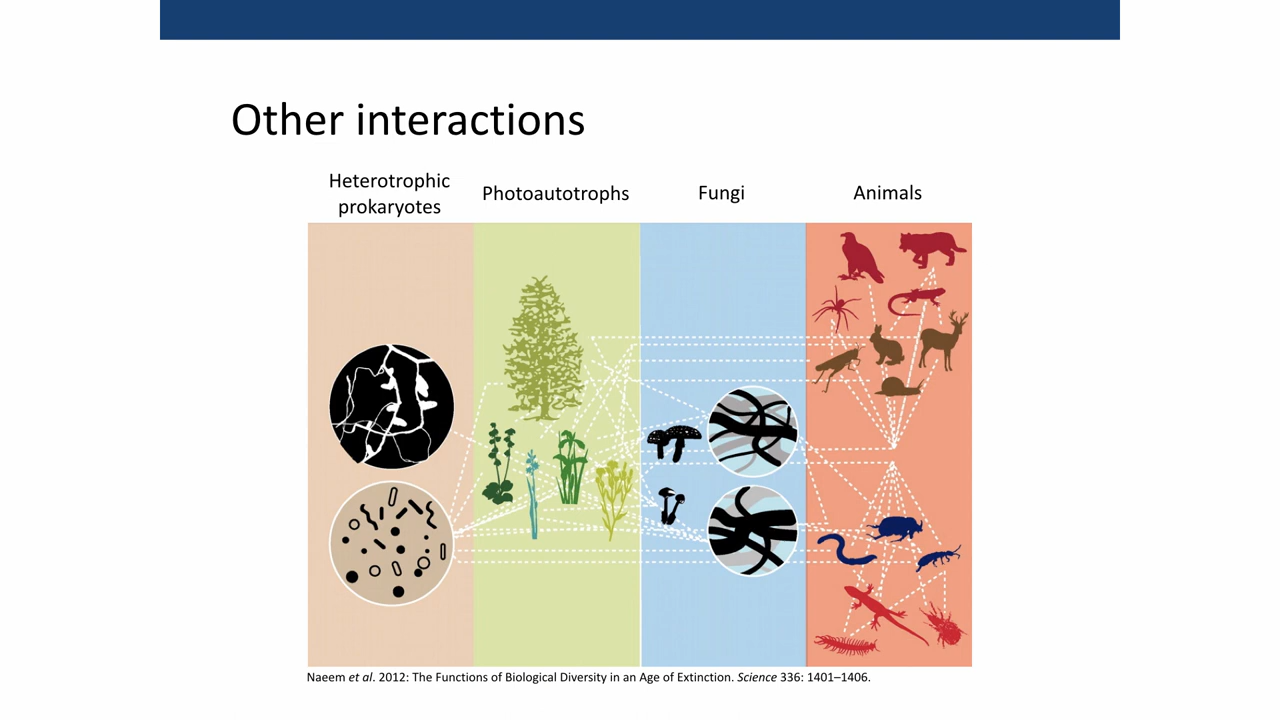 Other interactions
Heterotrophic
prokaryotes
Photoautotrophs
Fungi
Animals
Naeem et al. 2012: The Functions of Biological Diversity in an Age of Extinction. Science 336: 1401–1406.